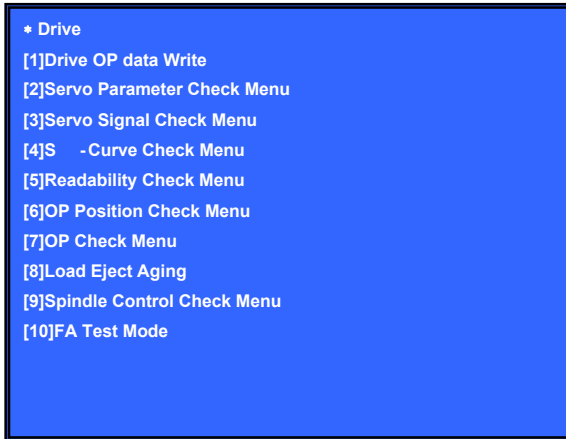 * Drive
[1]Drive OP data Write
[2]Servo Parameter Check Menu
[3]Servo Signal Check Menu
[4]S -Curve Check Menu
[5]Readability Check Menu
[6]OP Position Check Menu
[7]OP Check Menu
[8]Load Eject Aging
[9]Spindle Control Check Menu
[10]FA Test Mode